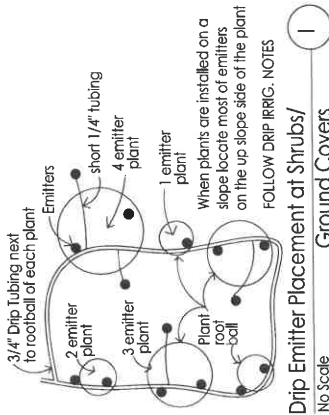 3/4" Drip Tubing next
to rootball of each plant
Emitters
short 1/4" tubing
4 emitter
plant
2 emitter
plant
3 emitter
plant
1 emitter
plant
Plant
root
ball
When plants are installed on a
slope locate most of emitters
on the up slope side of the plant
FOLLOW DRIP IRRIG. NOTES
Drip Emitter Placement at Shrubs/
Ground Covers
No Scale
1